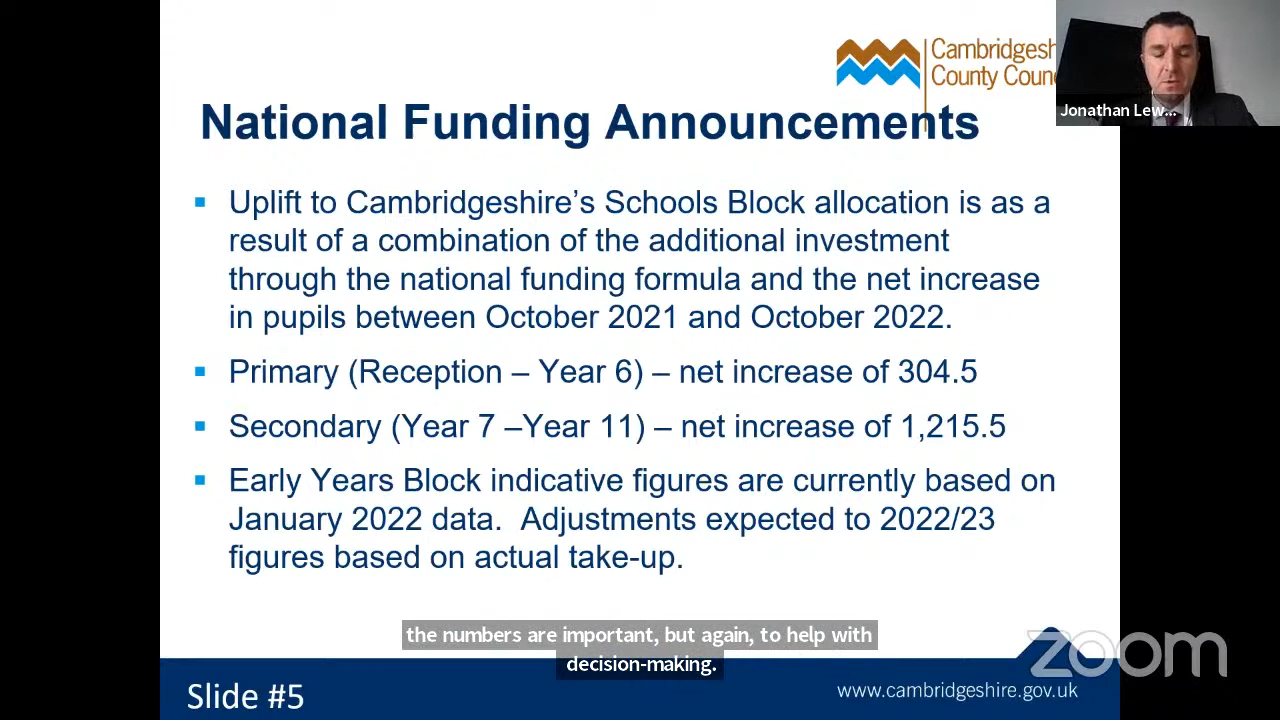 Cambridgesh
County Counc
Jonathan Lew...
National Funding Announcements
▪ Uplift to Cambridgeshire’s Schools Block allocation is as a
result of a combination of the additional investment
through the national funding formula and the net increase
in pupils between October 2021 and October 2022.
▪ Primary (Reception – Year 6) – net increase of 304.5
▪ Secondary (Year 7 –Year 11) – net increase of 1,215.5
▪ Early Years Block indicative figures are currently based on
January 2022 data.  Adjustments expected to 2022/23
figures based on actual take-up.
the numbers are important, but again, to help with
decision-making.
zoom
Slide #5
www.cambridgeshire.gov.uk